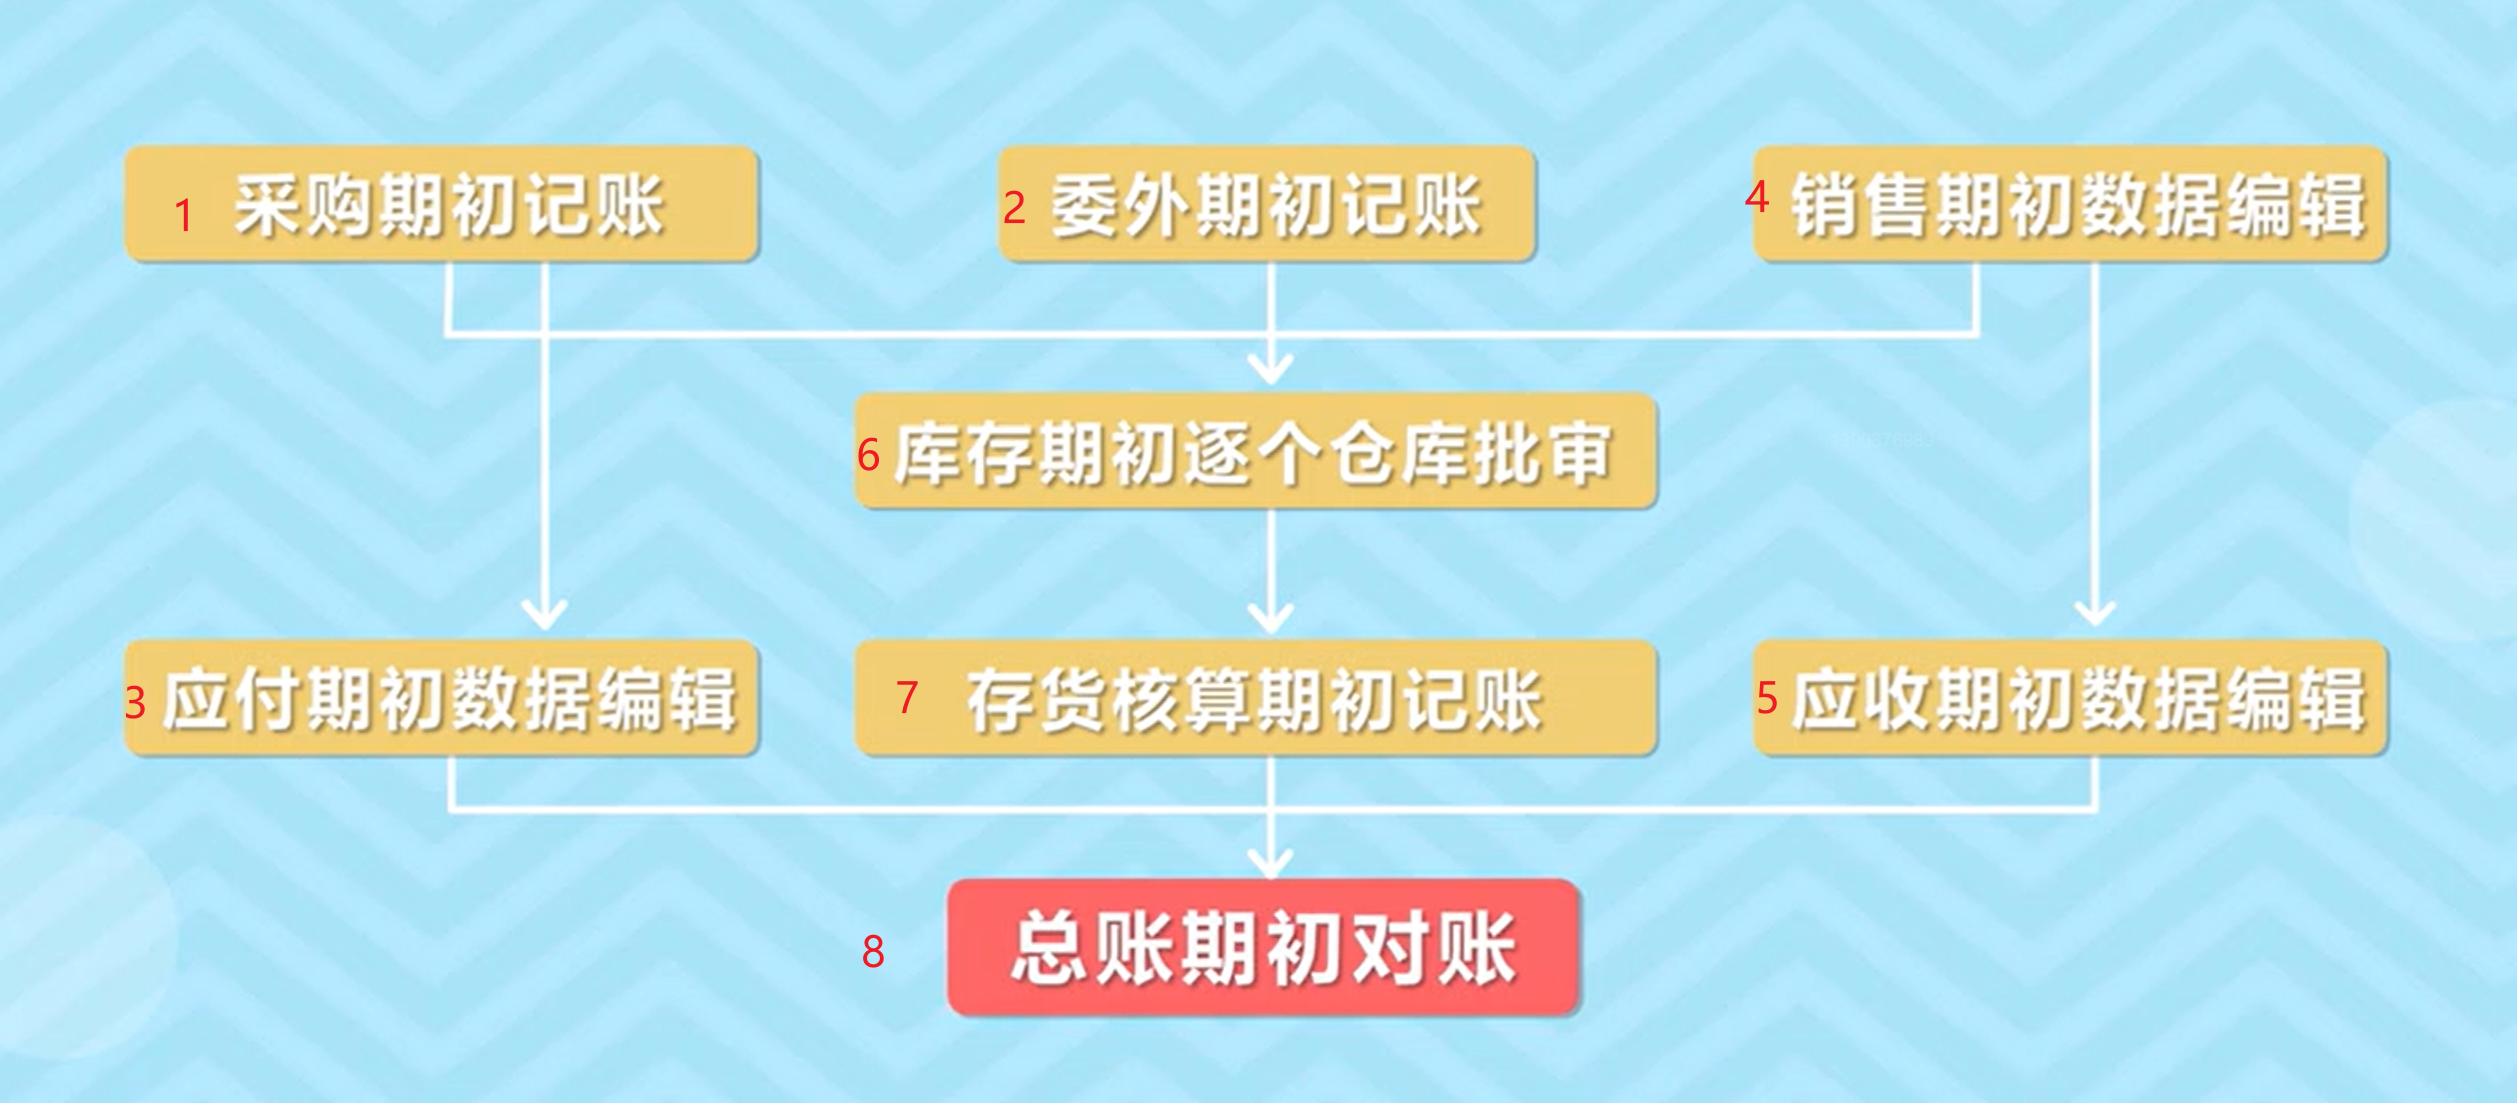 1 采购期初记账
2 委外期初记账
4 销售期初数据编辑
6 库存期初逐个仓库批审
3 应付期初数据编辑
7 存货核算期初记账
5 应收期初数据编辑
8 总账期初对账